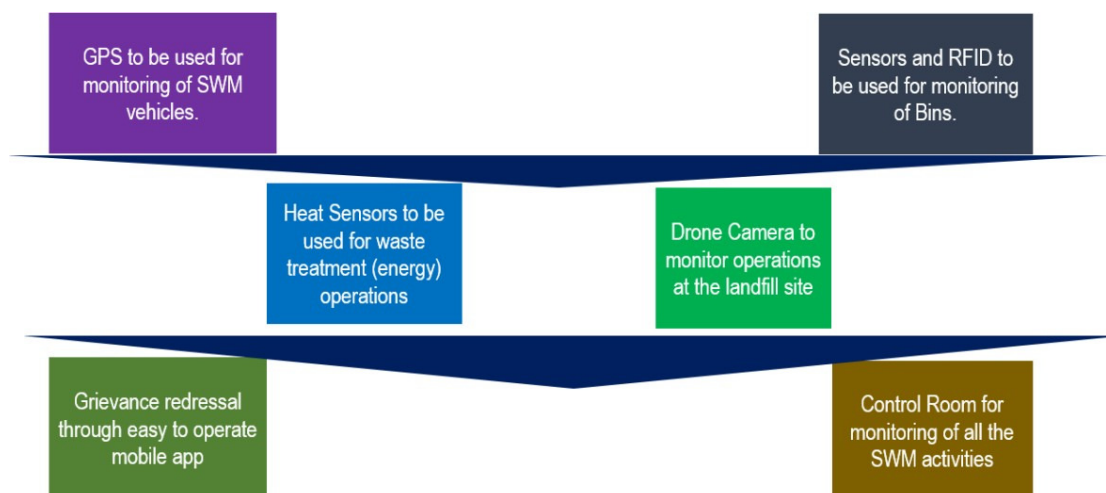 GPS to be used for
monitoring of SWM
vehicles.
Sensors and RFID to
be used for monitoring
of Bins.
Heat Sensors to be
used for waste
treatment (energy)
operations
Drone Camera to
monitor operations
at the landfill site
Grievance redressal
through easy to operate
mobile app
Control Room for
monitoring of all the
SWM activities